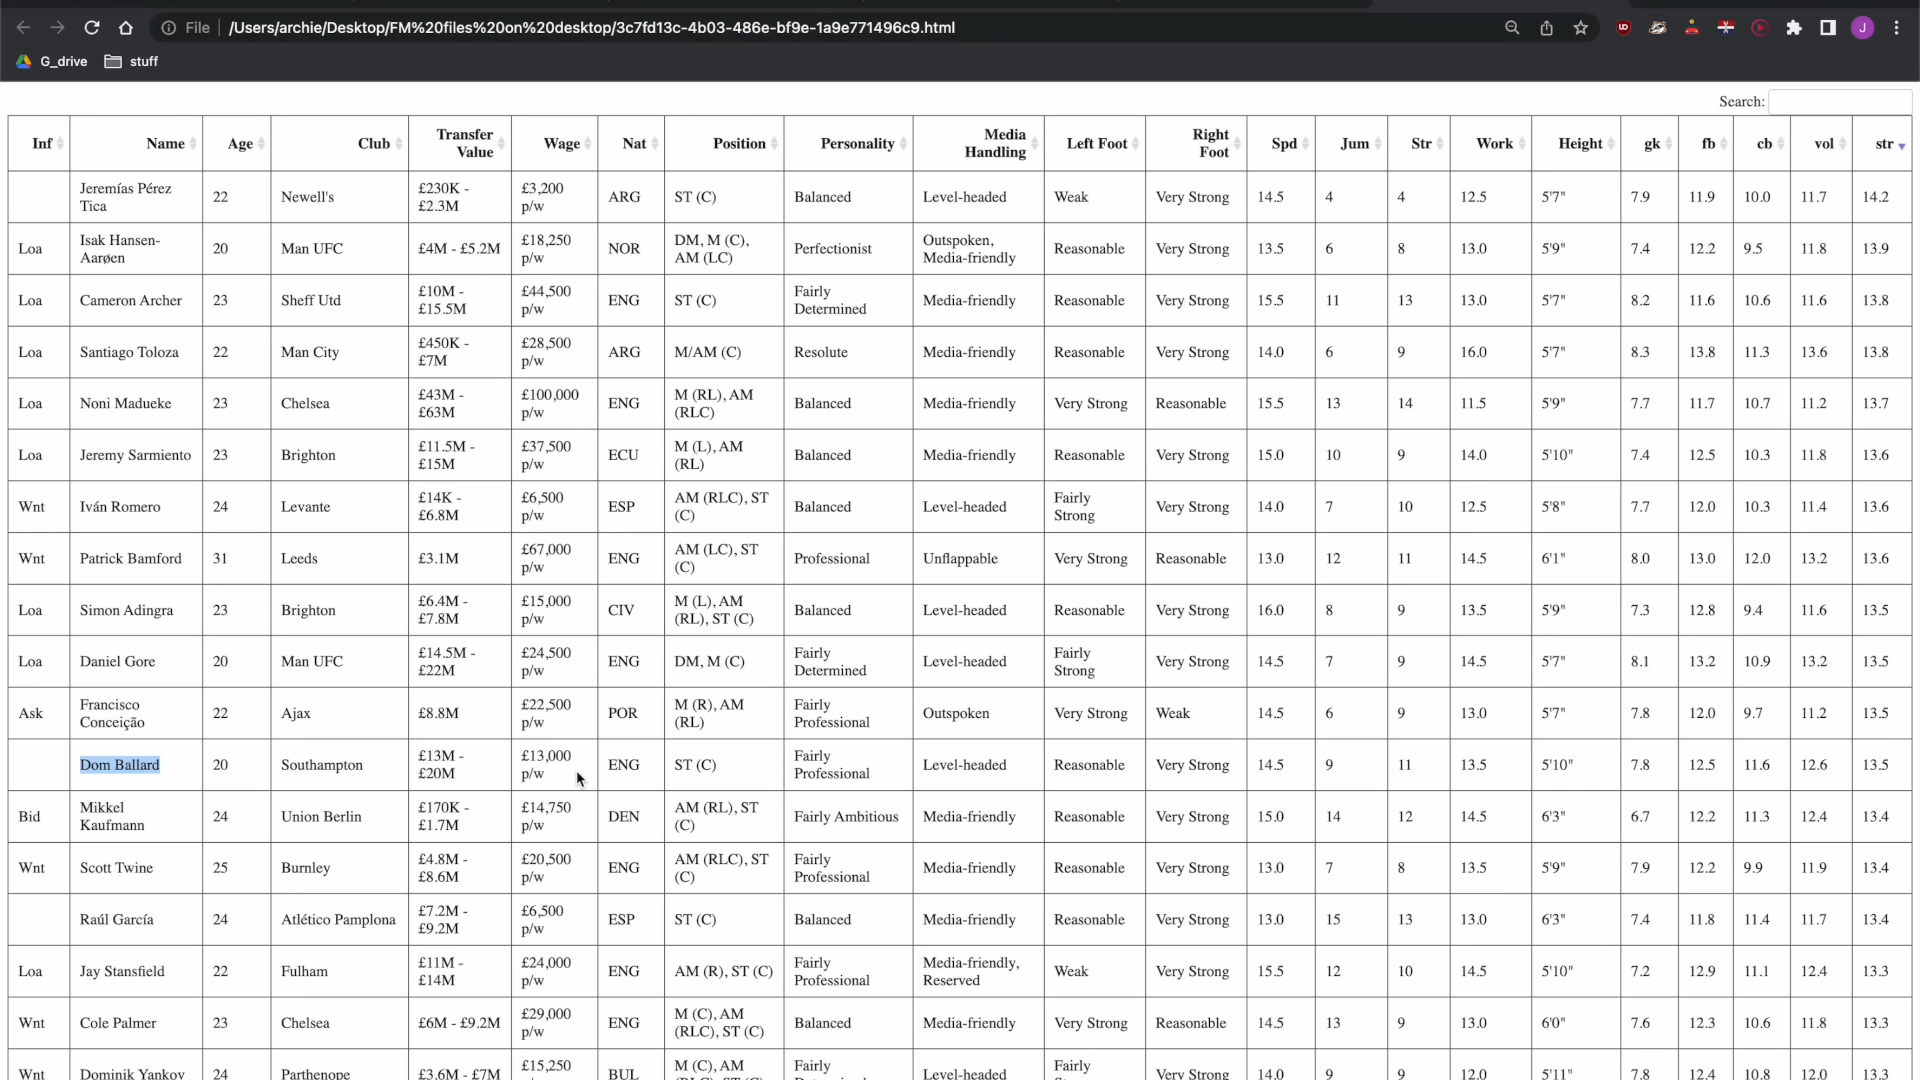 File /Users/archie/Desktop/FM%20files%20on%20desktop/3c7fd13c-4b03-486e-bf9e-1a9e771496c9.html J
G_drive stuff
Search:
Inf Name Age Club Transfer Value Wage Nat Position Personality Media Handling Left Foot Right Foot Spd Jum Str Work Height gk fb cb vol str
Jeremías Pérez Tica 22 Newell's £230K - £2.3M £3,200 p/w ARG ST (C) Balanced Level-headed Weak Very Strong 14.5 4 4 12.5 5'7" 7.9 11.9 10.0 11.7 14.2
Loa Isak Hansen-Aarøen 20 Man UFC £4M - £5.2M £18,250 p/w NOR DM, M (C), AM (LC) Perfectionist Outspoken, Media-friendly Reasonable Very Strong 13.5 6 8 13.0 5'9" 7.4 12.2 9.5 11.8 13.9
Loa Cameron Archer 23 Sheff Utd £10M - £15.5M £44,500 p/w ENG ST (C) Fairly Determined Media-friendly Reasonable Very Strong 15.5 11 13 13.0 5'7" 8.2 11.6 10.6 11.6 13.8
Loa Santiago Toloza 22 Man City £450K - £7M £28,500 p/w ARG M/AM (C) Resolute Media-friendly Reasonable Very Strong 14.0 6 9 16.0 5'7" 8.3 13.8 11.3 13.6 13.8
Loa Noni Madueke 23 Chelsea £43M - £63M £100,000 p/w ENG M (RL), AM (RLC) Balanced Media-friendly Very Strong Reasonable 15.5 13 14 11.5 5'9" 7.7 11.7 10.7 11.2 13.7
Loa Jeremy Sarmiento 23 Brighton £11.5M - £15M £37,500 p/w ECU M (L), AM (RL) Balanced Media-friendly Reasonable Very Strong 15.0 10 9 14.0 5'10" 7.4 12.5 10.3 11.8 13.6
Wnt Iván Romero 24 Levante £14K - £6.8M £6,500 p/w ESP AM (RLC), ST (C) Balanced Level-headed Fairly Strong Very Strong 14.0 7 10 12.5 5'8" 7.7 12.0 10.3 11.4 13.6
Wnt Patrick Bamford 31 Leeds £3.1M £67,000 p/w ENG AM (LC), ST (C) Professional Unflappable Very Strong Reasonable 13.0 12 11 14.5 6'1" 8.0 13.0 12.0 13.2 13.6
Loa Simon Adingra 23 Brighton £6.4M - £7.8M £15,000 p/w CIV M (L), AM (RL), ST (C) Balanced Level-headed Reasonable Very Strong 16.0 8 9 13.5 5'9" 7.3 12.8 9.4 11.6 13.5
Loa Daniel Gore 20 Man UFC £14.5M - £22M £24,500 p/w ENG DM, M (C) Fairly Determined Level-headed Fairly Strong Very Strong 14.5 7 9 14.5 5'7" 8.1 13.2 10.9 13.2 13.5
Ask Francisco Conceição 22 Ajax £8.8M £22,500 p/w POR M (R), AM (RL) Fairly Professional Outspoken Very Strong Weak 14.5 6 9 13.0 5'7" 7.8 12.0 9.7 11.2 13.5
Dom Ballard 20 Southampton £13M - £20M £13,000 p/w ENG ST (C) Fairly Professional Level-headed Reasonable Very Strong 14.5 9 11 13.5 5'10" 7.8 12.5 11.6 12.6 13.5
Bid Mikkel Kaufmann 24 Union Berlin £170K - £1.7M £14,750 p/w DEN AM (RL), ST (C) Fairly Ambitious Media-friendly Reasonable Very Strong 15.0 14 12 14.5 6'3" 6.7 12.2 11.3 12.4 13.4
Wnt Scott Twine 25 Burnley £4.8M - £8.6M £20,500 p/w ENG AM (RLC), ST (C) Fairly Professional Media-friendly Reasonable Very Strong 13.0 7 8 13.5 5'9" 7.9 12.2 9.9 11.9 13.4
Raúl García 24 Atlético Pamplona £7.2M - £9.2M £6,500 p/w ESP ST (C) Balanced Media-friendly Reasonable Very Strong 13.0 15 13 13.0 6'3" 7.4 11.8 11.4 11.7 13.4
Loa Jay Stansfield 22 Fulham £11M - £14M £24,000 p/w ENG AM (R), ST (C) Fairly Professional Media-friendly, Reserved Weak Very Strong 15.5 12 10 14.5 5'10" 7.2 12.9 11.1 12.4 13.3
Wnt Cole Palmer 23 Chelsea £6M - £9.2M £29,000 p/w ENG M (C), AM (RLC), ST (C) Balanced Media-friendly Very Strong Reasonable 14.5 13 9 13.0 6'0" 7.6 12.3 10.6 11.8 13.3
Wnt Dominik Yankov 24 Parthenope £3.6M - £7M £15,250 BUL M (C), AM Fairly Level-headed Fairly Very Strong 14.0 9 9 12.0 5'11" 7.8 12.4 10.8 12.0 13.3